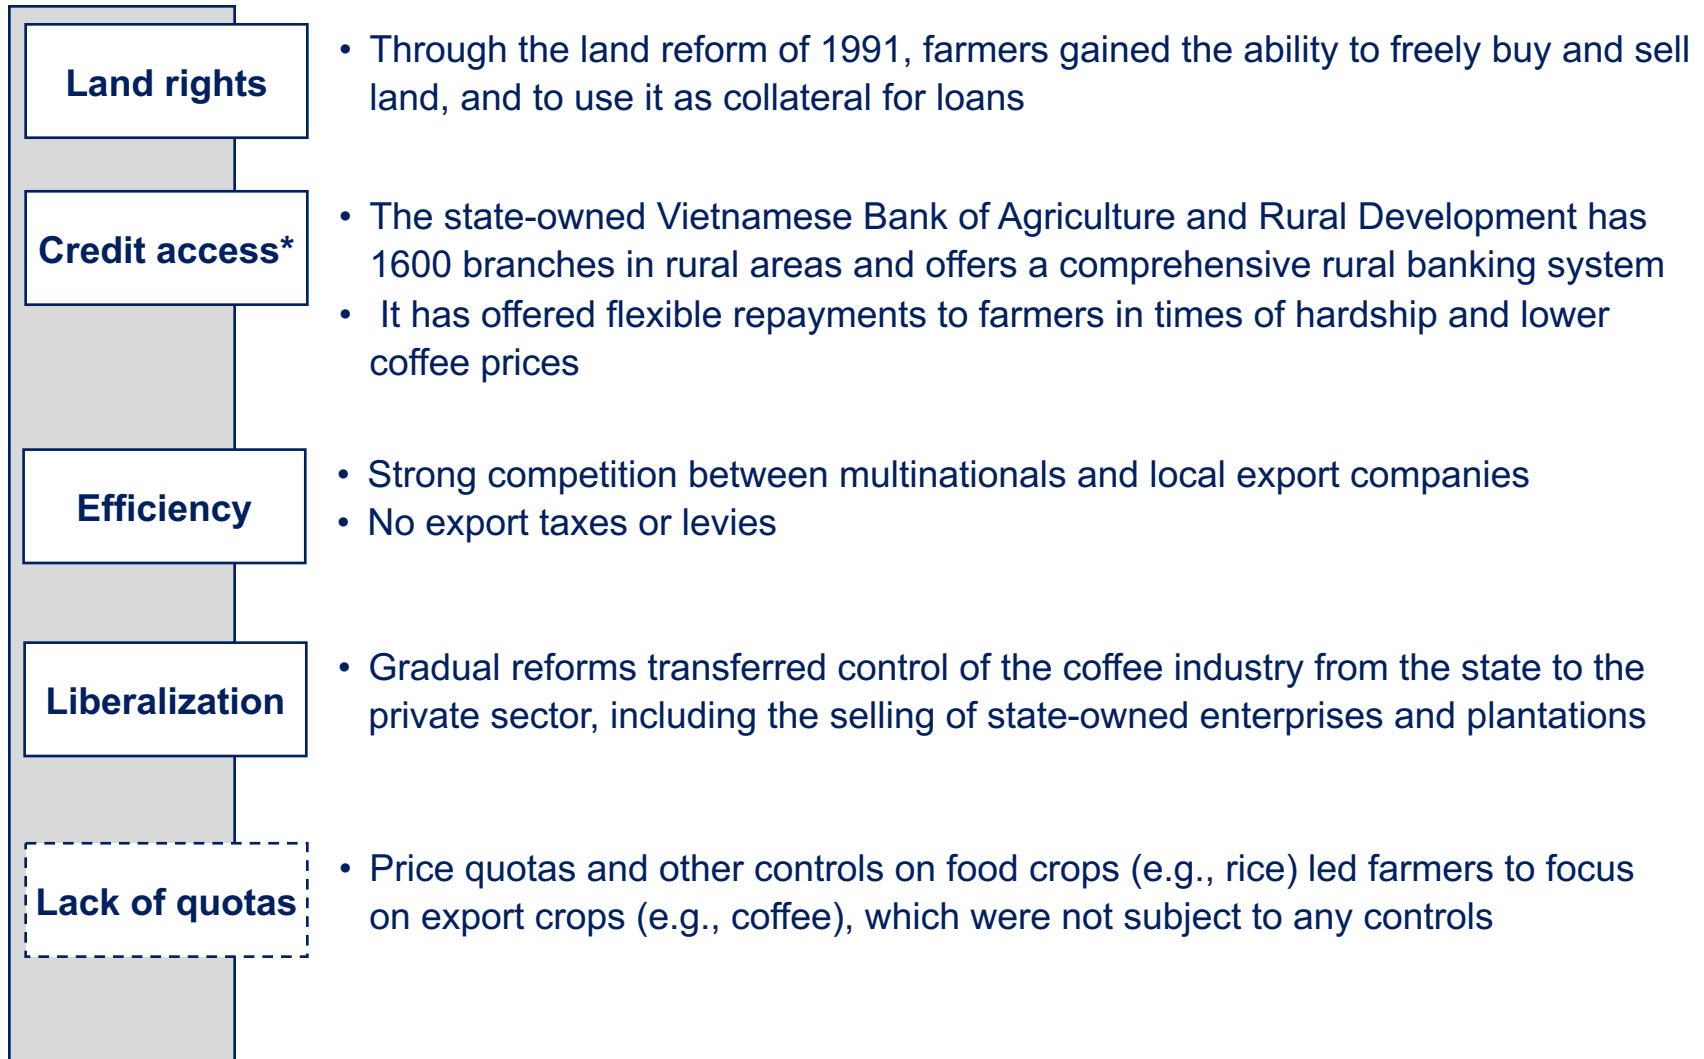 Land rights
• Through the land reform of 1991, farmers gained the ability to freely buy and sell
land, and to use it as collateral for loans
Credit access*
• The state-owned Vietnamese Bank of Agriculture and Rural Development has
1600 branches in rural areas and offers a comprehensive rural banking system
• It has offered flexible repayments to farmers in times of hardship and lower
coffee prices
Efficiency
• Strong competition between multinationals and local export companies
• No export taxes or levies
Liberalization
• Gradual reforms transferred control of the coffee industry from the state to the
private sector, including the selling of state-owned enterprises and plantations
Lack of quotas
• Price quotas and other controls on food crops (e.g., rice) led farmers to focus
on export crops (e.g., coffee), which were not subject to any controls